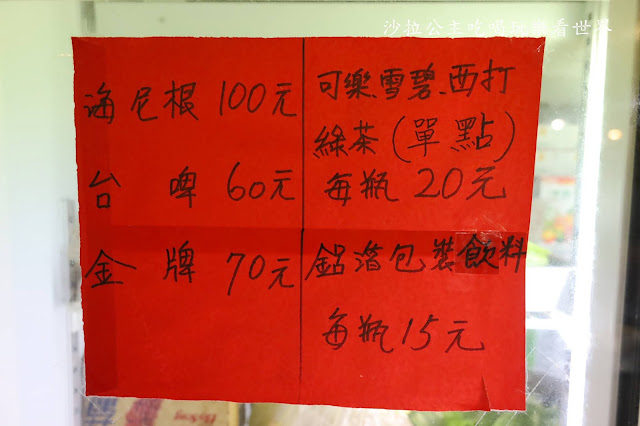 沙拉公主吃喝玩樂看世界
海尼根 100元
台啤 60元
金牌 70元
可樂.雪碧.西打
綠茶(單點)
每瓶 20元
鋁箔包裝飲料
每瓶15元